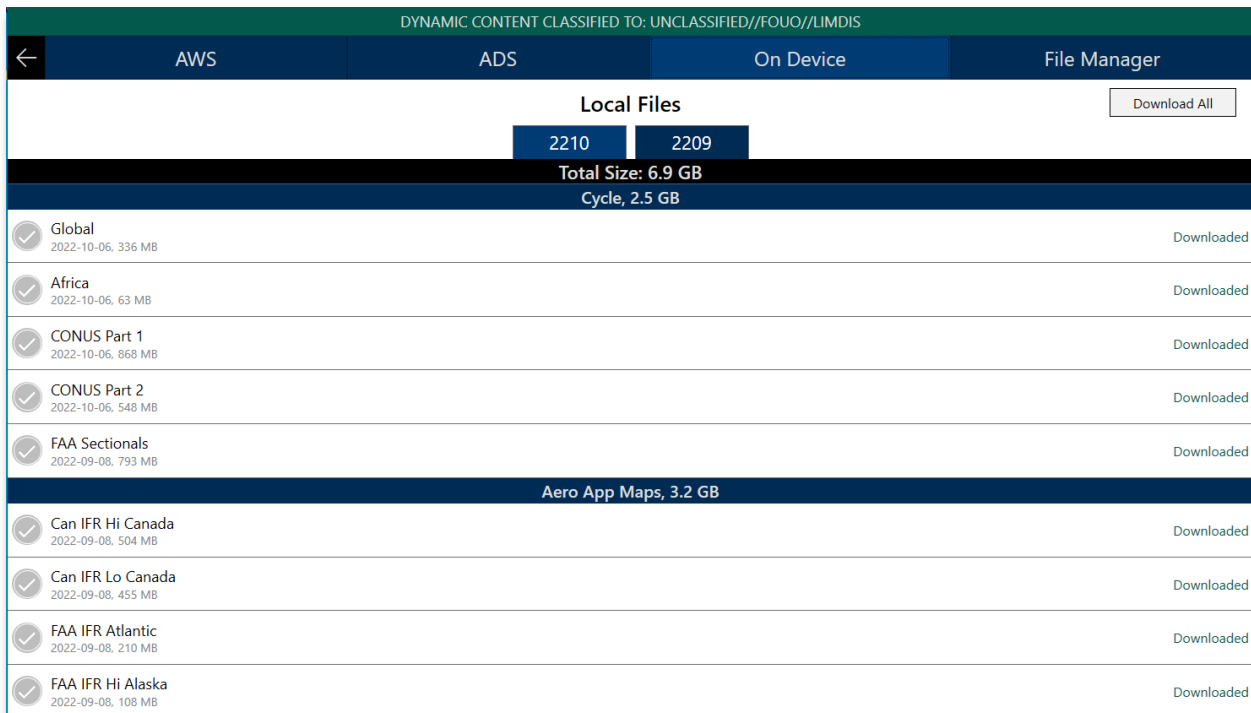 DYNAMIC CONTENT CLASSIFIED TO: UNCLASSIFIED//FOUO//LIMDIS
AWS
ADS
On Device
File Manager
Local Files
Download All
2210
2209
Total Size: 6.9 GB
Cycle, 2.5 GB
Global
Downloaded
2022-10-06, 336 MB
Africa
Downloaded
2022-10-06, 63 MB
CONUS Part 1
Downloaded
2022-10-06, 868 MB
CONUS Part 2
Downloaded
2022-10-06, 548 MB
FAA Sectionals
Downloaded
2022-09-08, 793 MB
Aero App Maps, 3.2 GB
Can IFR Hi Canada
Downloaded
2022-09-08, 504 MB
Can IFR Lo Canada
Downloaded
2022-09-08, 455 MB
FAA IFR Atlantic
Downloaded
2022-09-08, 210 MB
FAA IFR Hi Alaska
Downloaded
2022-09-08, 108 MB